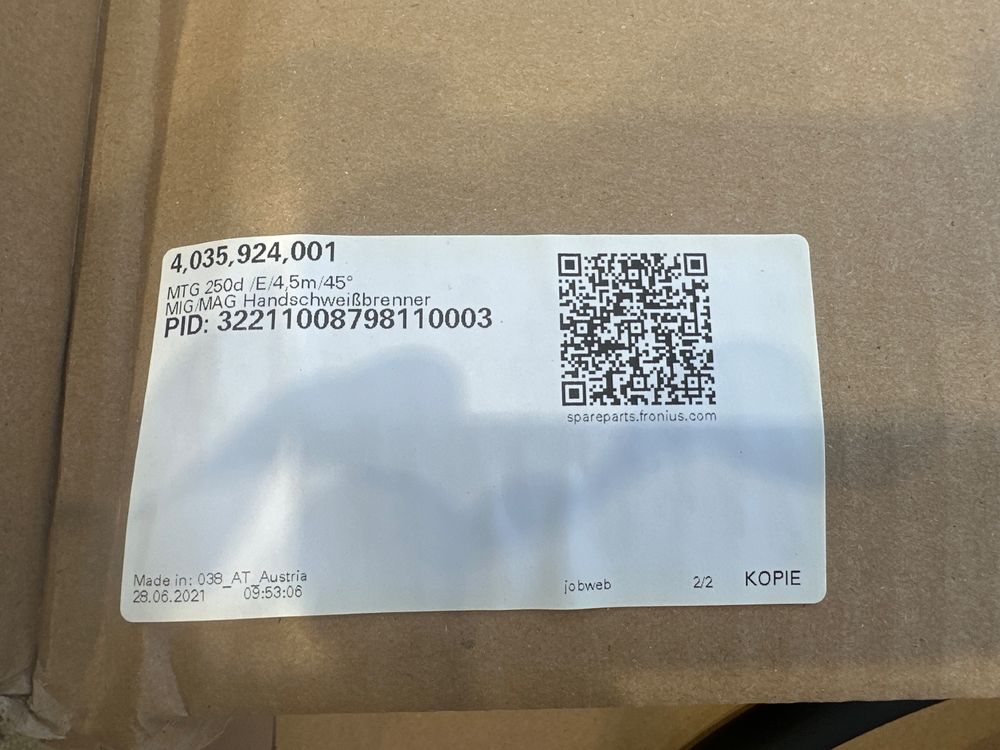 4,035,924,001
MTG 250d /E/4,5m/45°
MIG/MAG Handschweißbrenner
PID: 32211008798110003
spareparts.fronius.com
Made in: 038_AT_Austria
28.06.2021 09:53:06
jobweb 2/2 KOPIE